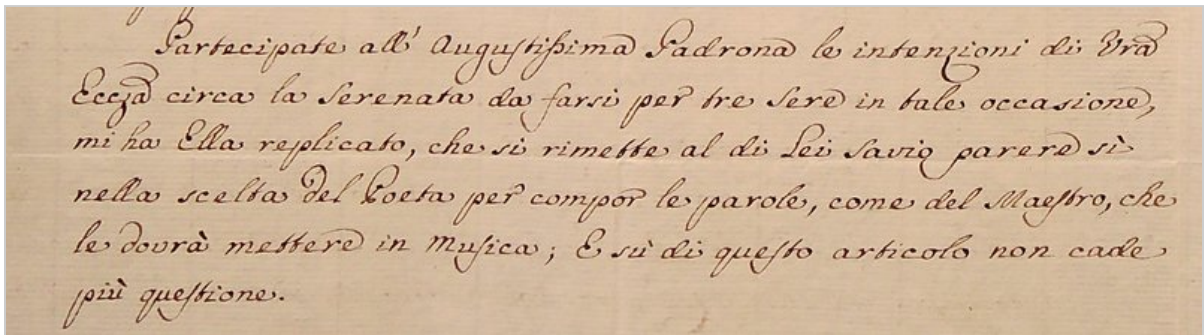 Partecipate all' Augustissima Padrona le intenzioni di Vra
Eccza circa la Serenata da farsi per tre sere in tale occasione,
mi ha Ella replicato, che si rimette al di Lei savio parere sì
nella scelta del Poeta per compor le parole, come del Maestro, che
le dovrà mettere in Musica; E sù di questo articolo non cade
più questione.